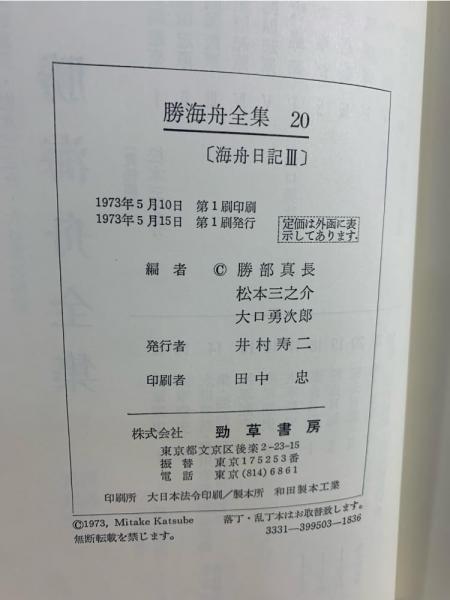 勝海舟全集 20
〔海舟日記Ⅲ〕
1973年5月10日 第1刷印刷
1973年5月15日 第1刷発行
定価は外函に表
示してあります.
編者 © 勝部真長
松本三之介
大口勇次郎
発行者 井村寿二
印刷者 田中忠
株式会社 勁草書房
東京都文京区後楽2-23-15
振替 東京175253番
電話 東京(814)6861
印刷所 大日本法令印刷/製本所 和田製本工業
©1973, Mitake Katsube
無断転載を禁じます。
落丁・乱丁本はお取替致します。
3331-399503-1836